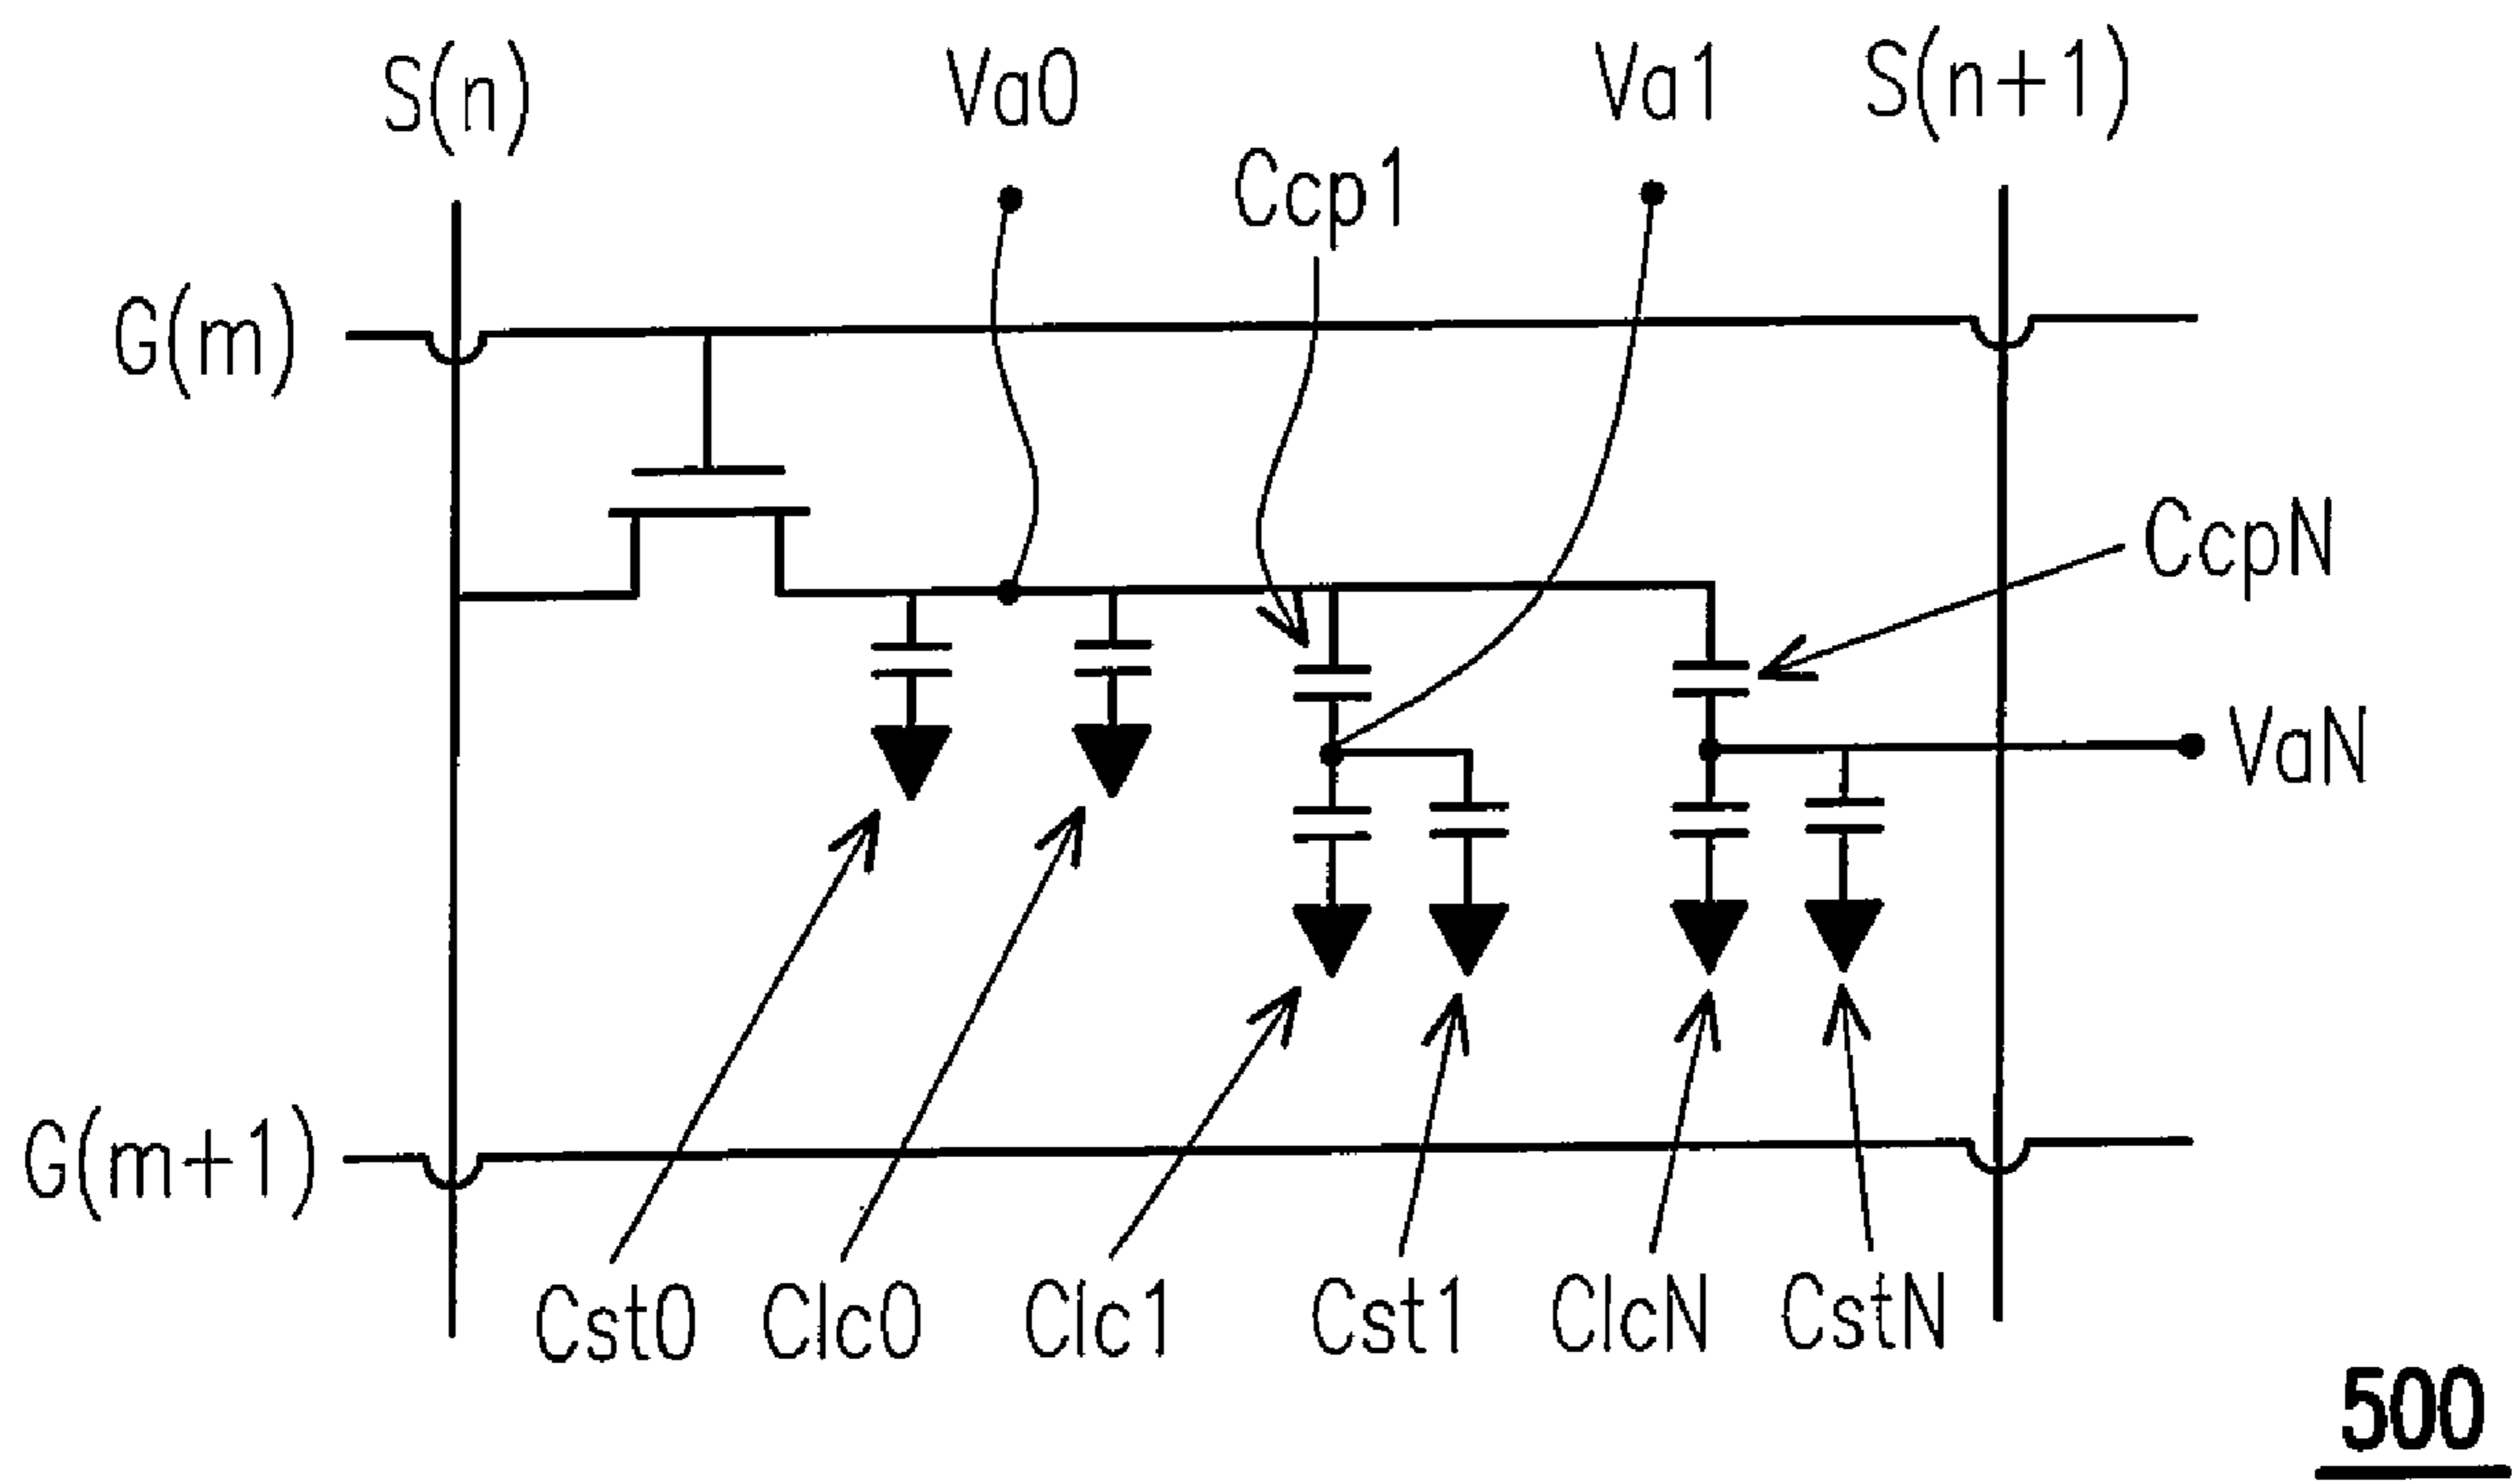 S(n)
Va0
Va1
S(n+1)
Ccp1
G(m)
CcpN
VaN
G(m+1)
Cst0
Clc0
Clc1
Cst1
ClcN
CstN
500